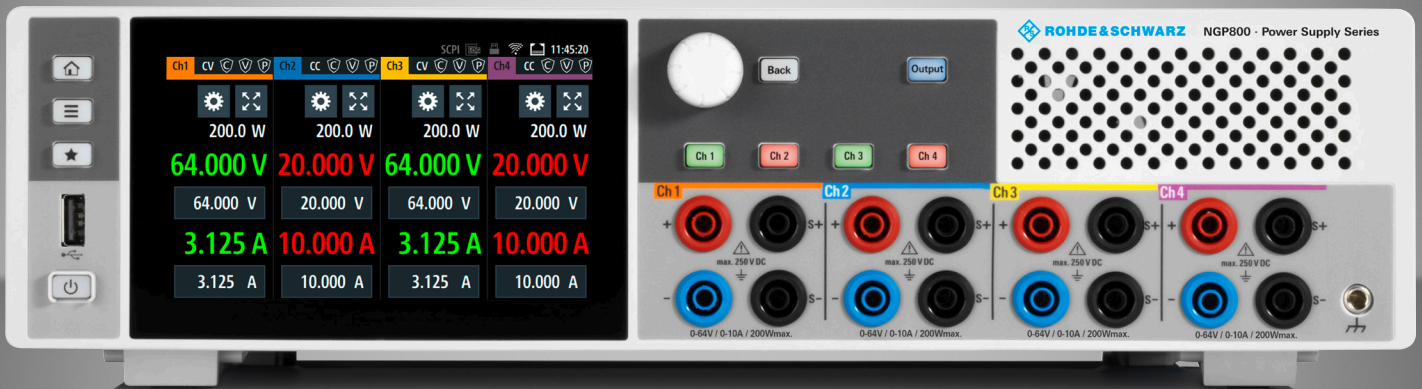 ROHDE & SCHWARZ NGP800 · Power Supply Series
SCPI 11:45:20
Ch1 CV C V P Ch2 CC C V P Ch3 CV C V P Ch4 CC C V P
200.0 W 200.0 W 200.0 W 200.0 W
64.000 V 20.000 V 64.000 V 20.000 V
64.000 V 20.000 V 64.000 V 20.000 V
3.125 A 10.000 A 3.125 A 10.000 A
3.125 A 10.000 A 3.125 A 10.000 A
Back Output
Ch 1 Ch 2 Ch 3 Ch 4
Ch 1 Ch 2 Ch 3 Ch 4
+ S+ + S+ + S+ + S+
max. 250 V DC max. 250 V DC max. 250 V DC max. 250 V DC
- S- - S- - S- - S-
0-64V / 0-10A / 200Wmax. 0-64V / 0-10A / 200Wmax. 0-64V / 0-10A / 200Wmax. 0-64V / 0-10A / 200Wmax.